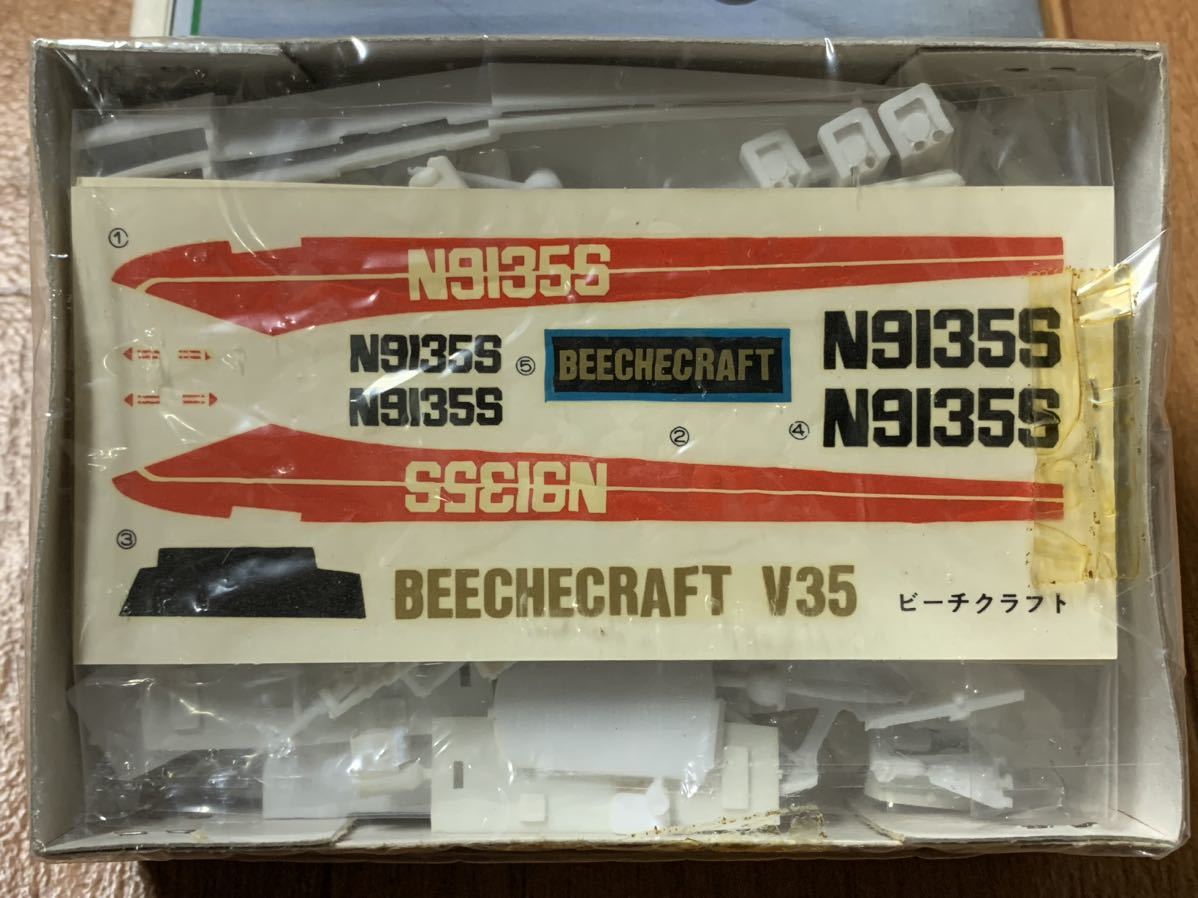 ①
N9135S
N9135S
⑤
BEECHECRAFT
N9135S
N9135S
②
④
N9135S
N9135S
③
BEECHECRAFT V35
ビーチクラフト